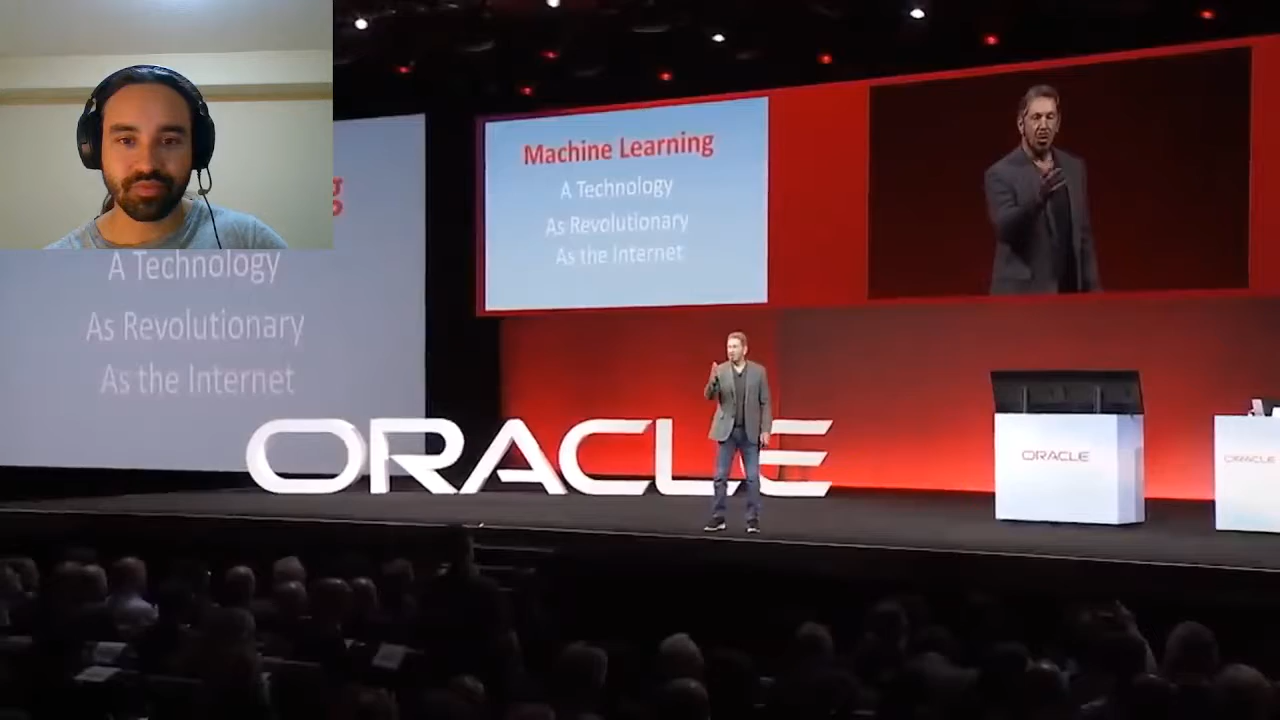 g
A Technology
As Revolutionary
As the Internet
Machine Learning
A Technology
As Revolutionary
As the Internet
ORACLE
ORACLE
ORACLE